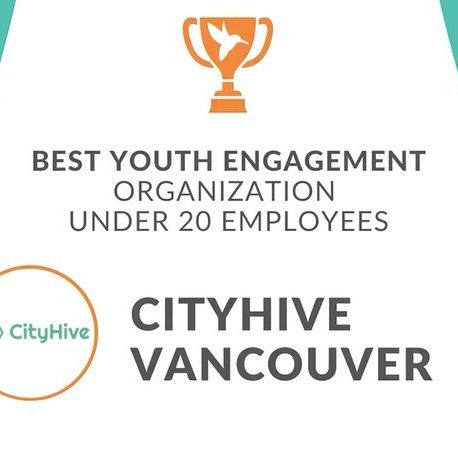 BEST YOUTH ENGAGEMENT
ORGANIZATION
UNDER 20 EMPLOYEES
CityHive
CITYHIVE
VANCOUVER